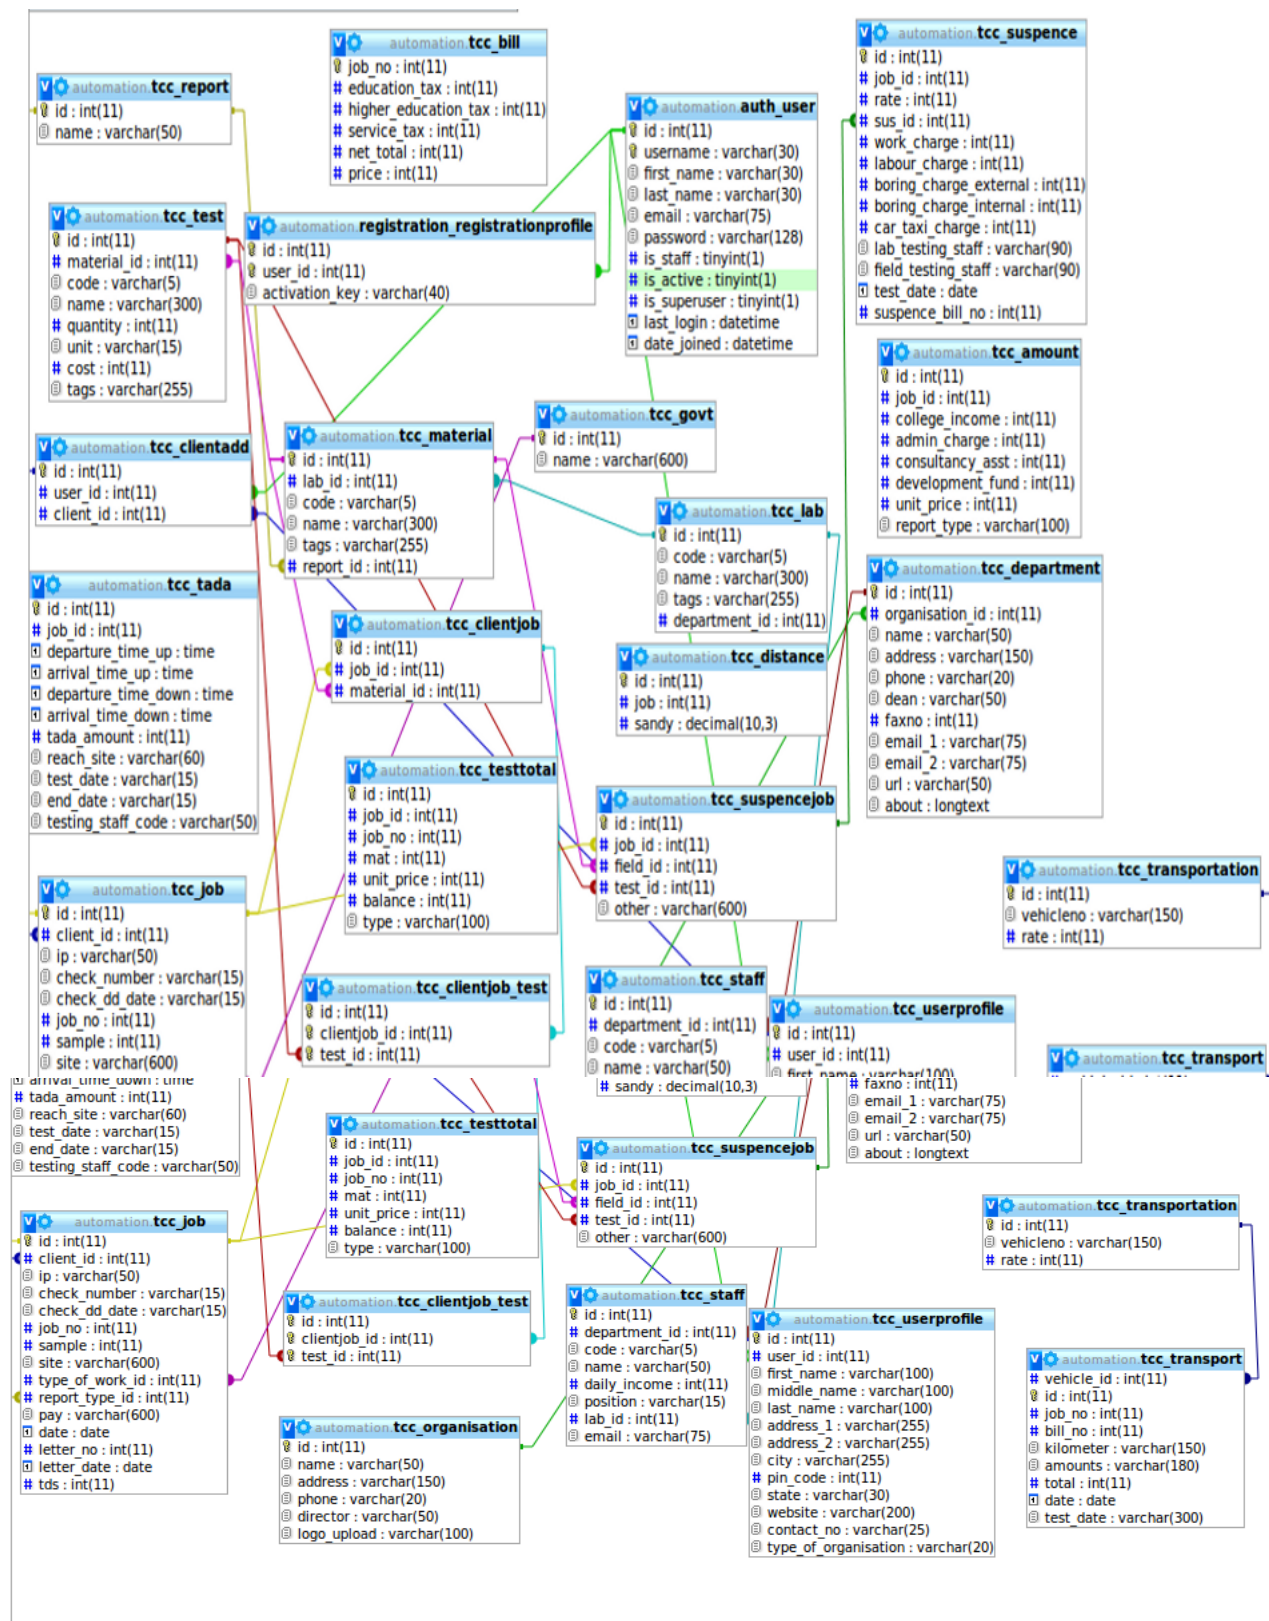 automation.tcc_bill
job_no : int(11)
education_tax : int(11)
higher_education_tax : int(11)
service_tax : int(11)
net_total : int(11)
price : int(11)
automation.tcc_suspence
id : int(11)
job_id : int(11)
rate : int(11)
sus_id : int(11)
work_charge : int(11)
labour_charge : int(11)
boring_charge_external : int(11)
boring_charge_internal : int(11)
car_taxi_charge : int(11)
lab_testing_staff : varchar(90)
field_testing_staff : varchar(90)
test_date : date
suspence_bill_no : int(11)
automation.tcc_report
id : int(11)
name : varchar(50)
automation.auth_user
id : int(11)
username : varchar(30)
first_name : varchar(30)
last_name : varchar(30)
email : varchar(75)
password : varchar(128)
is_staff : tinyint(1)
is_active : tinyint(1)
is_superuser : tinyint(1)
last_login : datetime
date_joined : datetime
automation.tcc_test
id : int(11)
material_id : int(11)
code : varchar(5)
name : varchar(300)
quantity : int(11)
unit : varchar(15)
cost : int(11)
tags : varchar(255)
automation.registration_registrationprofile
id : int(11)
user_id : int(11)
activation_key : varchar(40)
automation.tcc_amount
id : int(11)
job_id : int(11)
college_income : int(11)
admin_charge : int(11)
consultancy_asst : int(11)
development_fund : int(11)
unit_price : int(11)
report_type : varchar(100)
automation.tcc_govt
id : int(11)
name : varchar(600)
automation.tcc_material
id : int(11)
lab_id : int(11)
code : varchar(5)
name : varchar(300)
tags : varchar(255)
report_id : int(11)
automation.tcc_clientadd
id : int(11)
user_id : int(11)
client_id : int(11)
automation.tcc_lab
id : int(11)
code : varchar(5)
name : varchar(300)
tags : varchar(255)
department_id : int(11)
automation.tcc_department
id : int(11)
organisation_id : int(11)
name : varchar(50)
address : varchar(150)
phone : varchar(20)
dean : varchar(50)
faxno : int(11)
email_1 : varchar(75)
email_2 : varchar(75)
url : varchar(50)
about : longtext
automation.tcc_tada
id : int(11)
job_id : int(11)
departure_time_up : time
arrival_time_up : time
departure_time_down : time
arrival_time_down : time
tada_amount : int(11)
reach_site : varchar(60)
test_date : varchar(15)
end_date : varchar(15)
testing_staff_code : varchar(50)
automation.tcc_clientjob
id : int(11)
job_id : int(11)
material_id : int(11)
automation.tcc_distance
id : int(11)
job : int(11)
sandy : decimal(10,3)
automation.tcc_testtotal
id : int(11)
job_id : int(11)
job_no : int(11)
mat : int(11)
unit_price : int(11)
balance : int(11)
type : varchar(100)
automation.tcc_suspencejob
id : int(11)
job_id : int(11)
field_id : int(11)
test_id : int(11)
other : varchar(600)
automation.tcc_transportation
id : int(11)
vehicleno : varchar(150)
rate : int(11)
automation.tcc_job
id : int(11)
client_id : int(11)
ip : varchar(50)
check_number : varchar(15)
check_dd_date : varchar(15)
job_no : int(11)
sample : int(11)
site : varchar(600)
automation.tcc_clientjob_test
id : int(11)
clientjob_id : int(11)
test_id : int(11)
automation.tcc_staff
id : int(11)
department_id : int(11)
code : varchar(5)
name : varchar(50)
automation.tcc_userprofile
id : int(11)
user_id : int(11)
first_name : varchar(100)
automation.tcc_transport
arrival_time_down : time
tada_amount : int(11)
reach_site : varchar(60)
test_date : varchar(15)
end_date : varchar(15)
testing_staff_code : varchar(50)
sandy : decimal(10,3)
faxno : int(11)
email_1 : varchar(75)
email_2 : varchar(75)
url : varchar(50)
about : longtext
automation.tcc_testtotal
id : int(11)
job_id : int(11)
job_no : int(11)
mat : int(11)
unit_price : int(11)
balance : int(11)
type : varchar(100)
automation.tcc_suspencejob
id : int(11)
job_id : int(11)
field_id : int(11)
test_id : int(11)
other : varchar(600)
automation.tcc_transportation
id : int(11)
vehicleno : varchar(150)
rate : int(11)
automation.tcc_job
id : int(11)
client_id : int(11)
ip : varchar(50)
check_number : varchar(15)
check_dd_date : varchar(15)
job_no : int(11)
sample : int(11)
site : varchar(600)
type_of_work_id : int(11)
report_type_id : int(11)
pay : varchar(600)
date : date
letter_no : int(11)
letter_date : date
tds : int(11)
automation.tcc_clientjob_test
id : int(11)
clientjob_id : int(11)
test_id : int(11)
automation.tcc_staff
id : int(11)
department_id : int(11)
code : varchar(5)
name : varchar(50)
daily_income : int(11)
position : varchar(15)
lab_id : int(11)
email : varchar(75)
automation.tcc_userprofile
id : int(11)
user_id : int(11)
first_name : varchar(100)
middle_name : varchar(100)
last_name : varchar(100)
address_1 : varchar(255)
address_2 : varchar(255)
city : varchar(255)
pin_code : int(11)
state : varchar(30)
website : varchar(200)
contact_no : varchar(25)
type_of_organisation : varchar(20)
automation.tcc_transport
vehicle_id : int(11)
id : int(11)
job_no : int(11)
bill_no : int(11)
kilometer : varchar(150)
amounts : varchar(180)
total : int(11)
date : date
test_date : varchar(300)
automation.tcc_organisation
id : int(11)
name : varchar(50)
address : varchar(150)
phone : varchar(20)
director : varchar(50)
logo_upload : varchar(100)